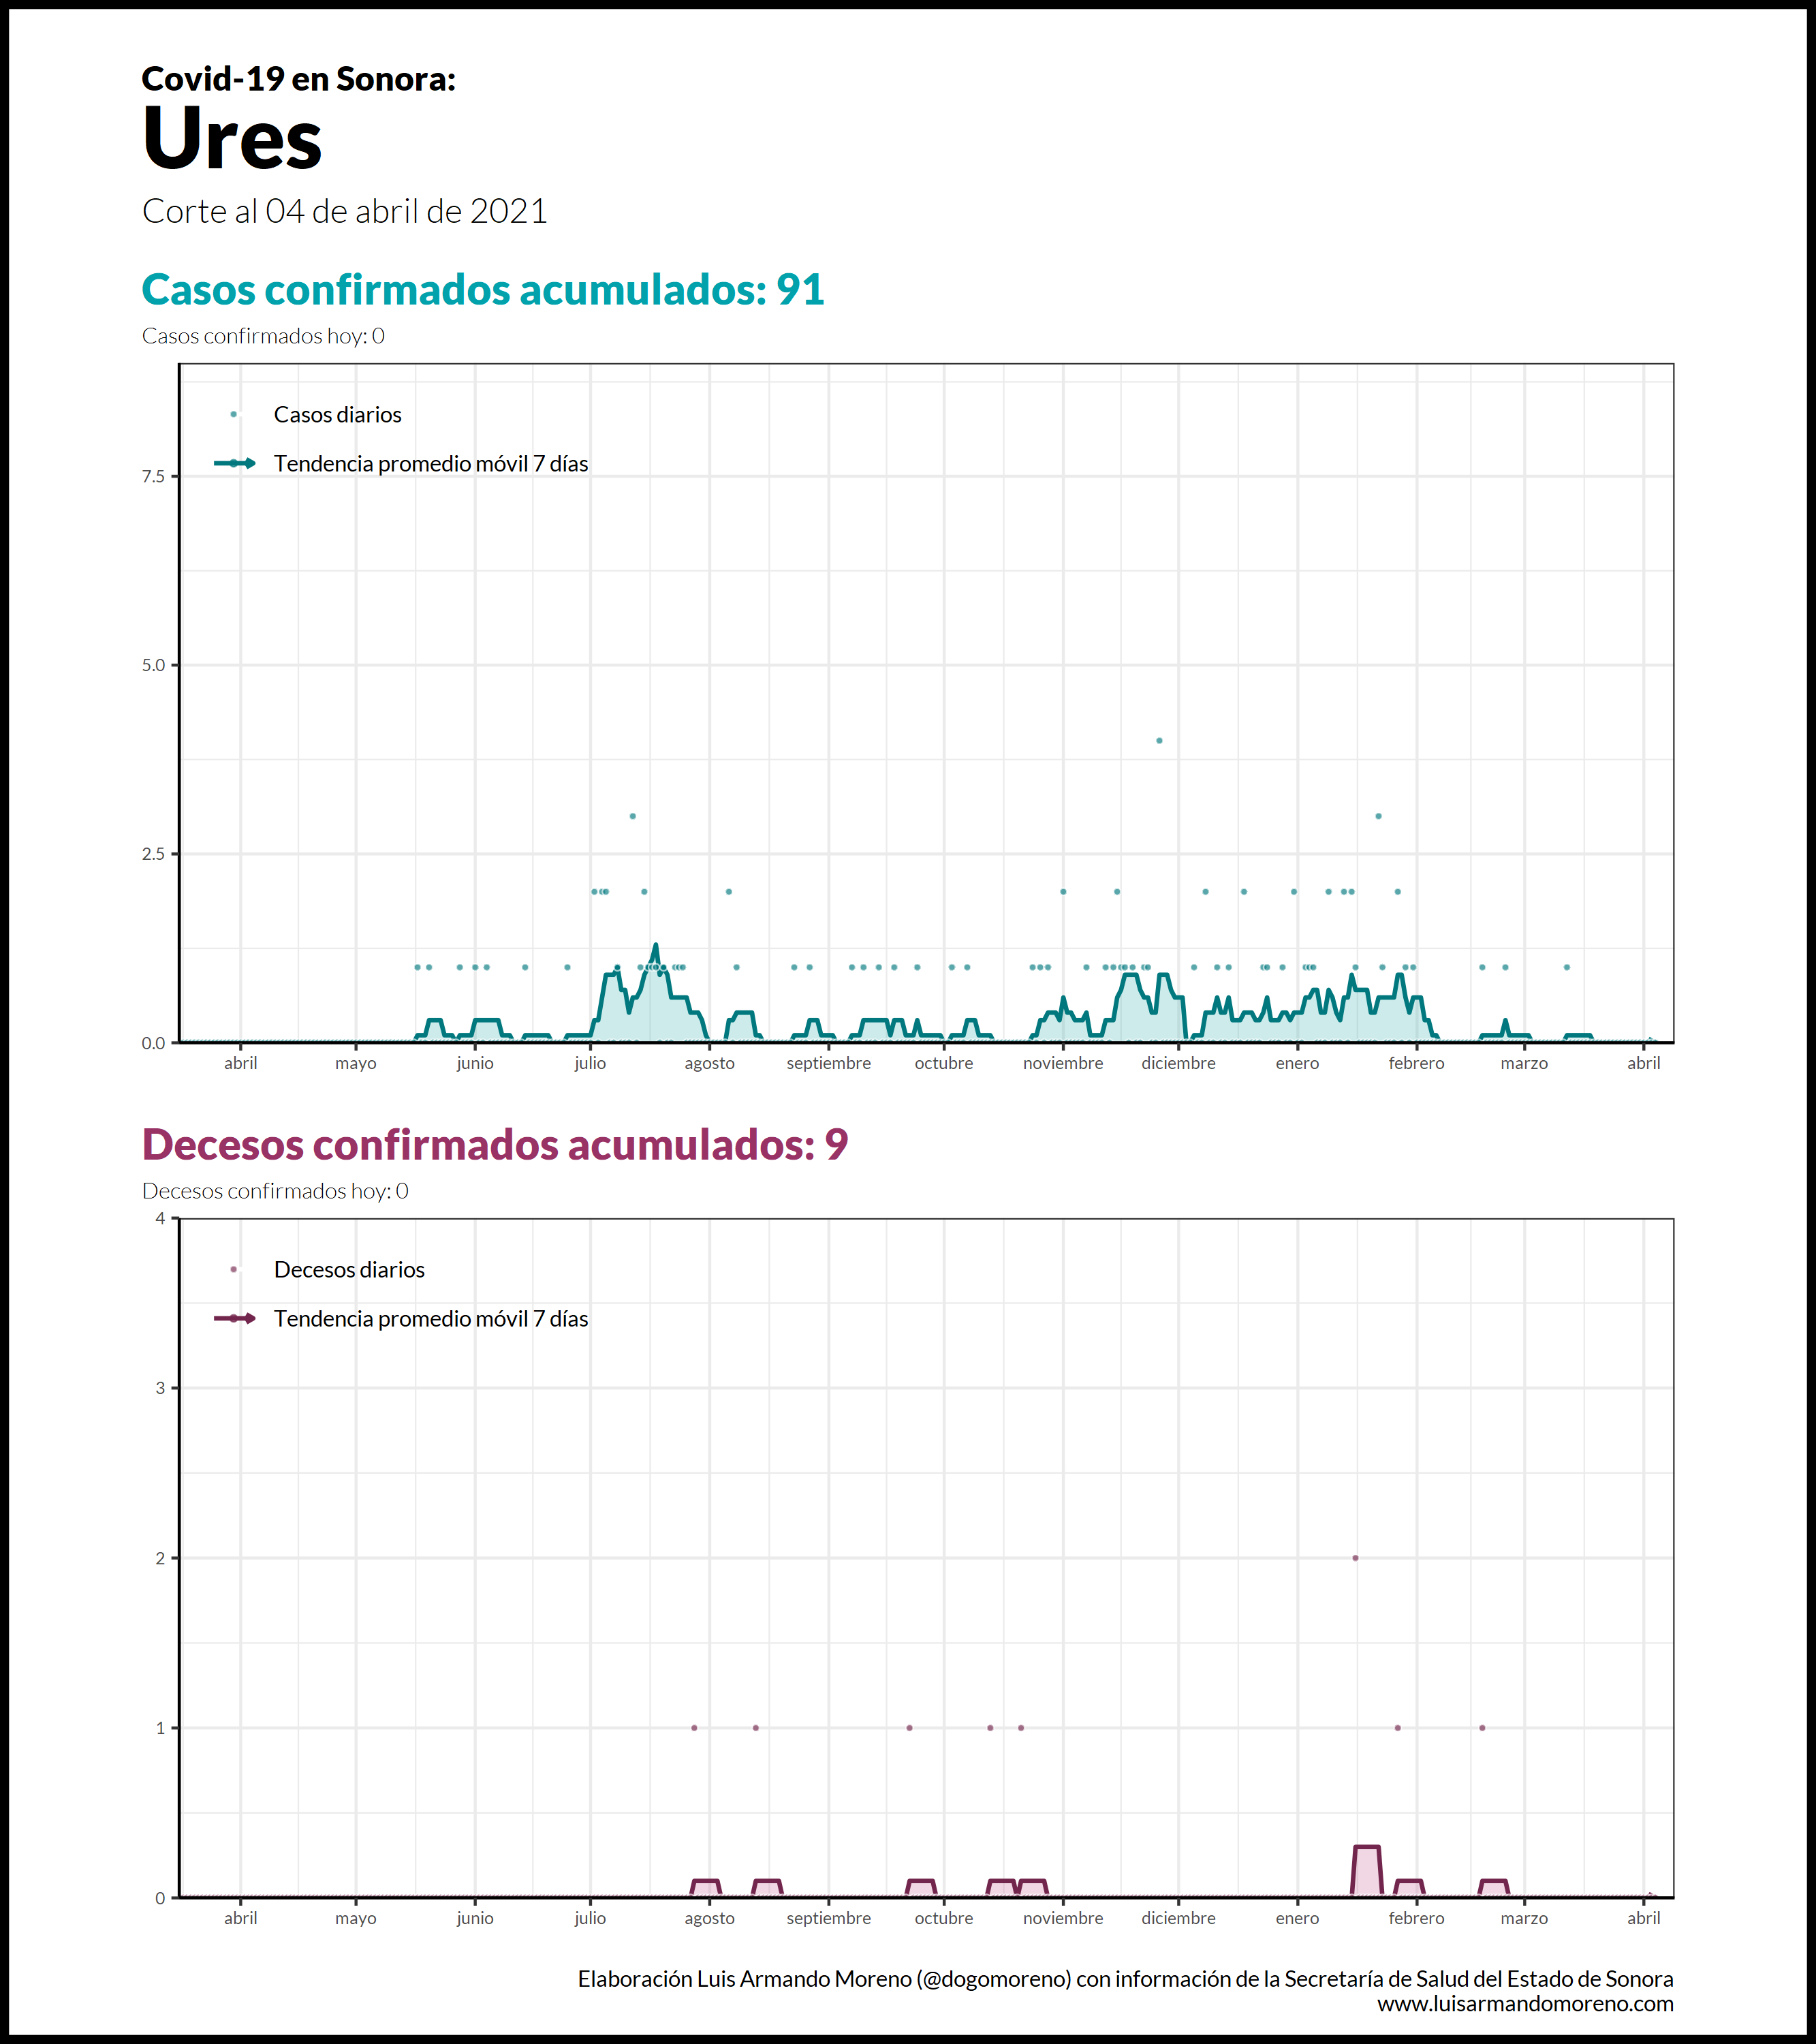 Covid-19 en Sonora:
Ures
Corte al 04 de abril de 2021
Casos confirmados acumulados: 91
Casos confirmados hoy: 0
Casos diarios
Tendencia promedio móvil 7 días
7.5
5.0
2.5
0.0
abril mayo junio julio agosto septiembre octubre noviembre diciembre enero febrero marzo abril
Decesos confirmados acumulados: 9
Decesos confirmados hoy: 0
4
Decesos diarios
Tendencia promedio móvil 7 días
3
2
1
0
abril mayo junio julio agosto septiembre octubre noviembre diciembre enero febrero marzo abril
Elaboración Luis Armando Moreno (@dogomoreno) con información de la Secretaría de Salud del Estado de Sonora
www.luisarmandomoreno.com